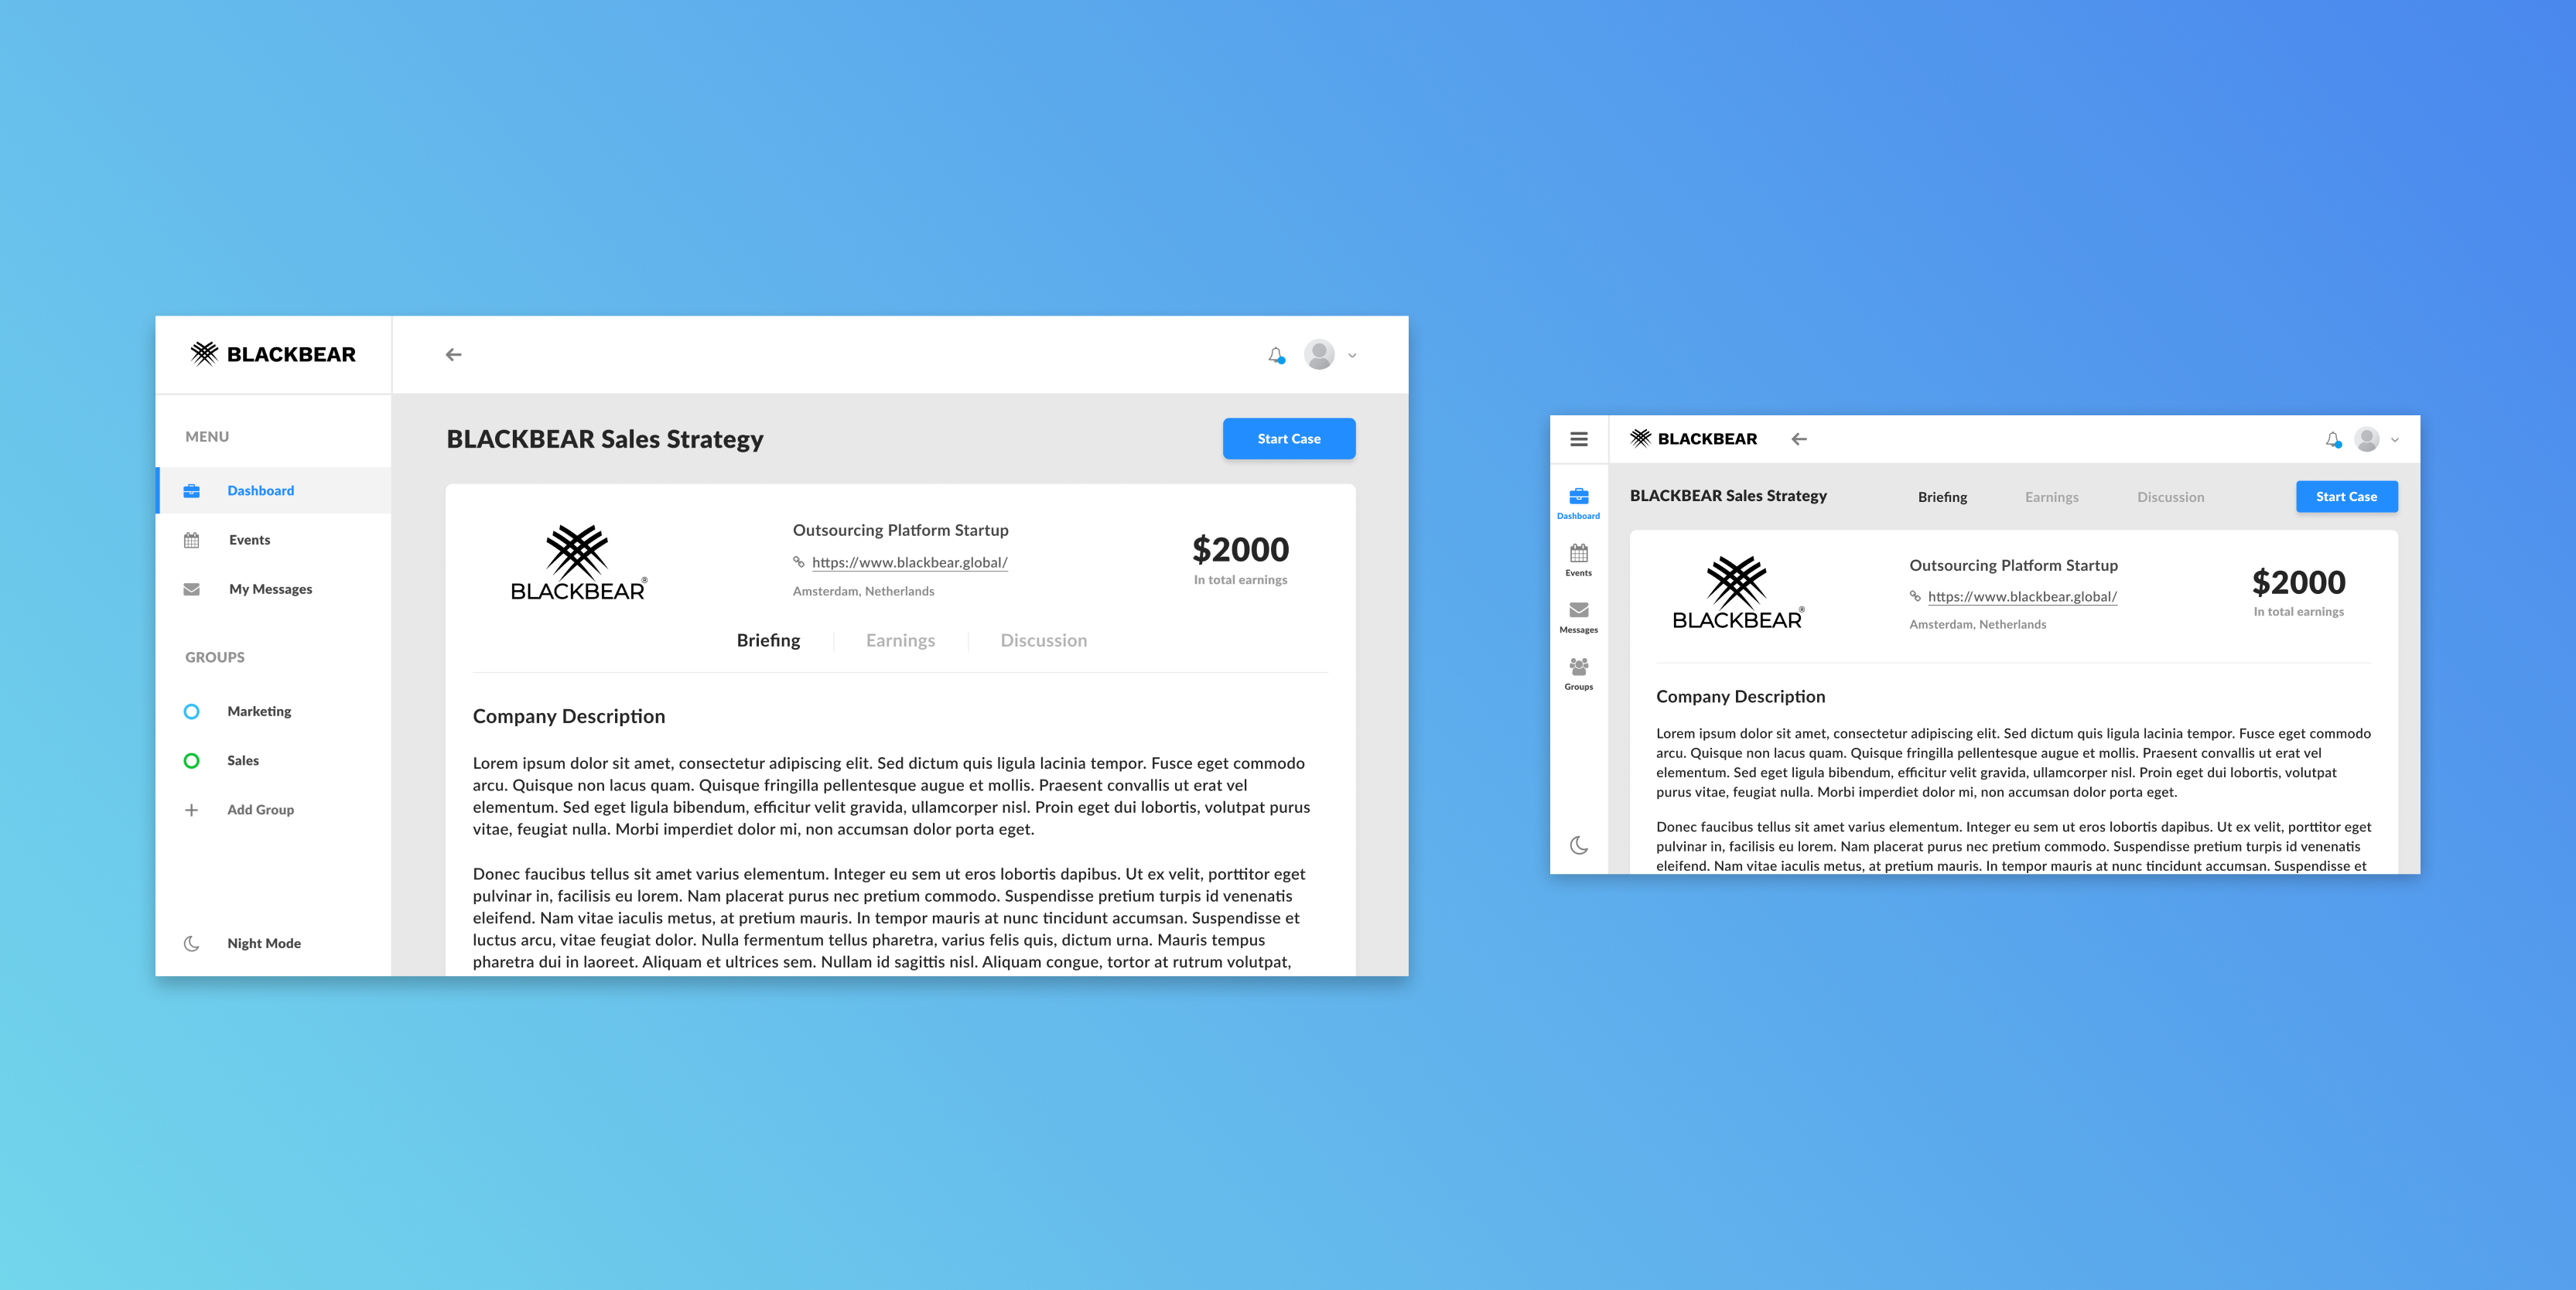 BLACKBEAR
MENU
Dashboard
Events
My Messages
GROUPS
Marketing
Sales
Add Group
Night Mode
BLACKBEAR Sales Strategy
Start Case
BLACKBEAR®
Outsourcing Platform Startup
https://www.blackbear.global/
Amsterdam, Netherlands
$2000
In total earnings
Briefing
Earnings
Discussion
Company Description
Lorem ipsum dolor sit amet, consectetur adipiscing elit. Sed dictum quis ligula lacinia tempor. Fusce eget commodo
arcu. Quisque non lacus quam. Quisque fringilla pellentesque augue et mollis. Praesent convallis ut erat vel
elementum. Sed eget ligula bibendum, efficitur velit gravida, ullamcorper nisl. Proin eget dui lobortis, volutpat purus
vitae, feugiat nulla. Morbi imperdiet dolor mi, non accumsan dolor porta eget.
Donec faucibus tellus sit amet varius elementum. Integer eu sem ut eros lobortis dapibus. Ut ex velit, porttitor eget
pulvinar in, facilisis eu lorem. Nam placerat purus nec pretium commodo. Suspendisse pretium turpis id venenatis
eleifend. Nam vitae iaculis metus, at pretium mauris. In tempor mauris at nunc tincidunt accumsan. Suspendisse et
luctus arcu, vitae feugiat dolor. Nulla fermentum tellus pharetra, varius felis quis, dictum urna. Mauris tempus
pharetra dui in laoreet. Aliquam et ultrices sem. Nullam id sagittis nisl. Aliquam congue, tortor at rutrum volutpat,
BLACKBEAR
Dashboard
Events
Messages
Groups
BLACKBEAR Sales Strategy
Briefing
Earnings
Discussion
Start Case
BLACKBEAR®
Outsourcing Platform Startup
https://www.blackbear.global/
Amsterdam, Netherlands
$2000
In total earnings
Company Description
Lorem ipsum dolor sit amet, consectetur adipiscing elit. Sed dictum quis ligula lacinia tempor. Fusce eget commodo
arcu. Quisque non lacus quam. Quisque fringilla pellentesque augue et mollis. Praesent convallis ut erat vel
elementum. Sed eget ligula bibendum, efficitur velit gravida, ullamcorper nisl. Proin eget dui lobortis, volutpat
purus vitae, feugiat nulla. Morbi imperdiet dolor mi, non accumsan dolor porta eget.
Donec faucibus tellus sit amet varius elementum. Integer eu sem ut eros lobortis dapibus. Ut ex velit, porttitor eget
pulvinar in, facilisis eu lorem. Nam placerat purus nec pretium commodo. Suspendisse pretium turpis id venenatis
eleifend. Nam vitae iaculis metus, at pretium mauris. In tempor mauris at nunc tincidunt accumsan. Suspendisse et